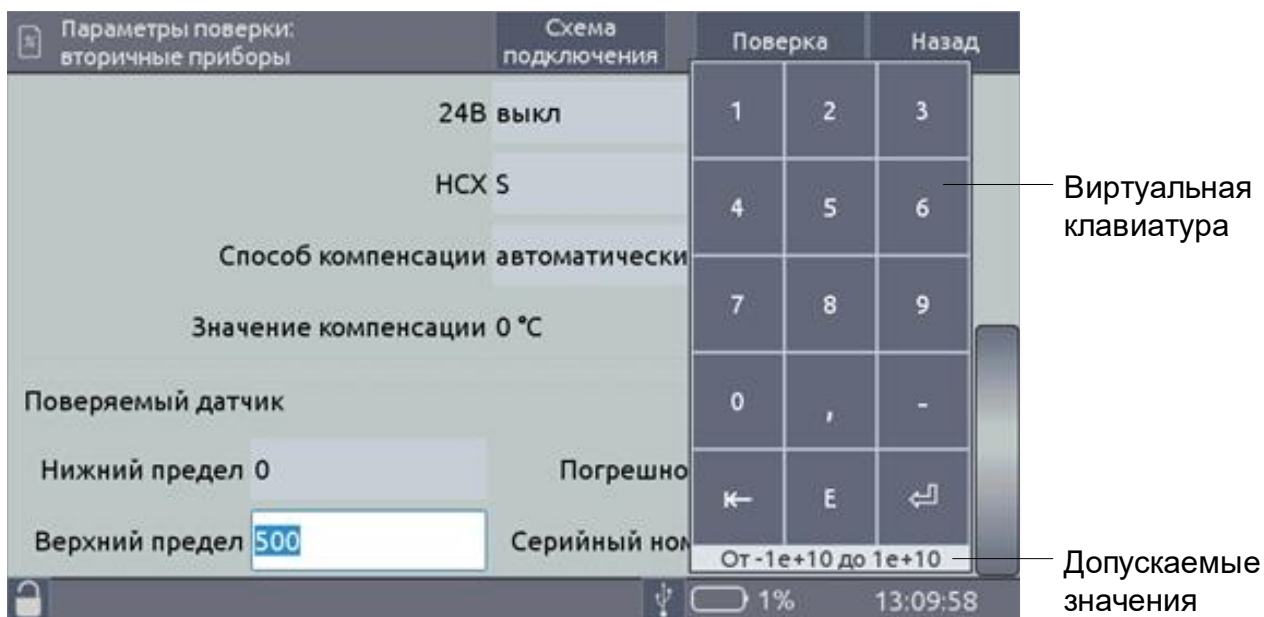 Параметры поверки:
вторичные приборы
Схема
подключения
Поверка
Назад
24В выкл
НСХ S
Способ компенсации автоматически
Значение компенсации 0 °C
Поверяемый датчик
Нижний предел 0
Погрешно
Верхний предел 500
Серийный ном
1 2 3
4 5 6
7 8 9
0 , -
E
От -1e+10 до 1e+10
1%
13:09:58
Виртуальная
клавиатура
Допускаемые
значения